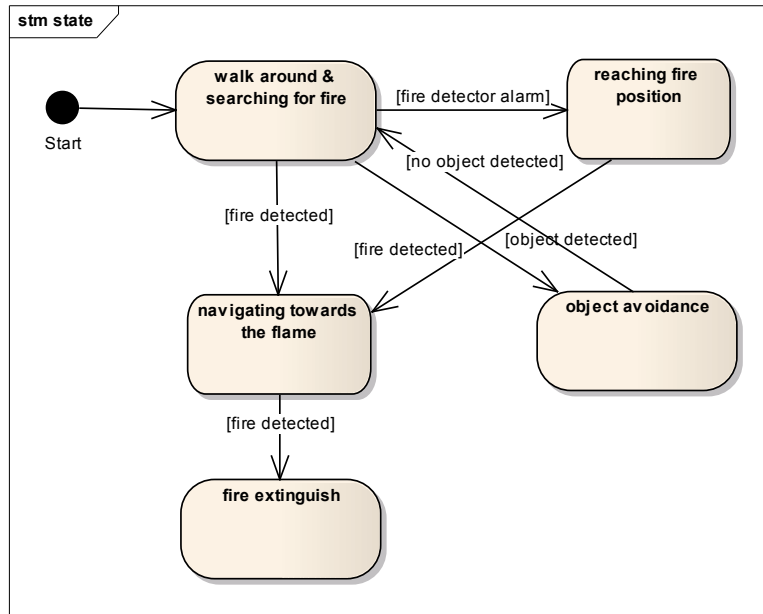 stm state
walk around &
searching for fire
reaching fire
position
[fire detector alarm]
Start
[no object detected]
[fire detected]
[fire detected]
[object detected]
navigating towards
the flame
object avoidance
[fire detected]
fire extinguish